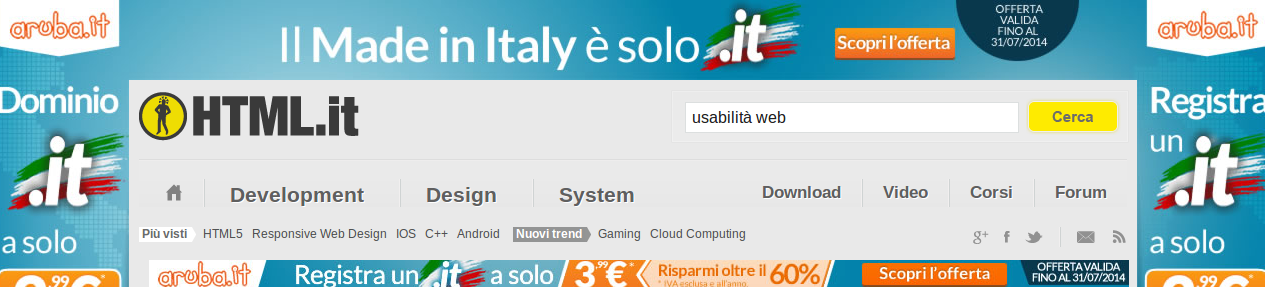 aruba.it
Il Made in Italy è solo .it
Scopri l'offerta
OFFERTA
VALIDA
FINO AL
31/07/2014
aruba.it
Dominio
.it
a solo
HTML.it
usabilità web
Cerca
Registra
un
.it
a solo
Development Design System Download Video Corsi Forum
Più visti HTML5 Responsive Web Design IOS C++ Android Nuovi trend Gaming Cloud Computing
g+ f
aruba.it Registra un .it a solo 3,99€* Risparmi oltre il 60% Scopri l'offerta
* IVA esclusa e all'anno.
OFFERTA VALIDA
FINO AL 31/07/2014